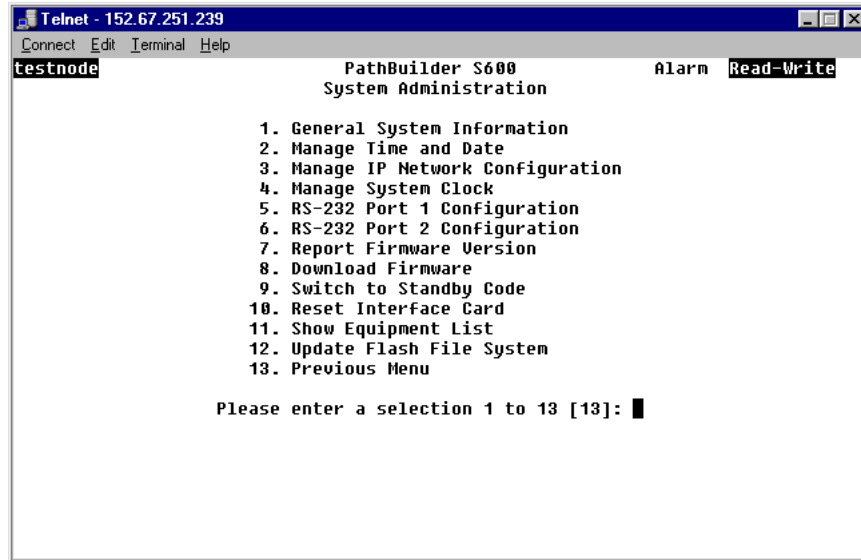 Telnet - 152.67.251.239
Connect Edit Terminal Help
testnode PathBuilder S600 Alarm Read-Write
System Administration
1. General System Information
2. Manage Time and Date
3. Manage IP Network Configuration
4. Manage System Clock
5. RS-232 Port 1 Configuration
6. RS-232 Port 2 Configuration
7. Report Firmware Version
8. Download Firmware
9. Switch to Standby Code
10. Reset Interface Card
11. Show Equipment List
12. Update Flash File System
13. Previous Menu
Please enter a selection 1 to 13 [13]: